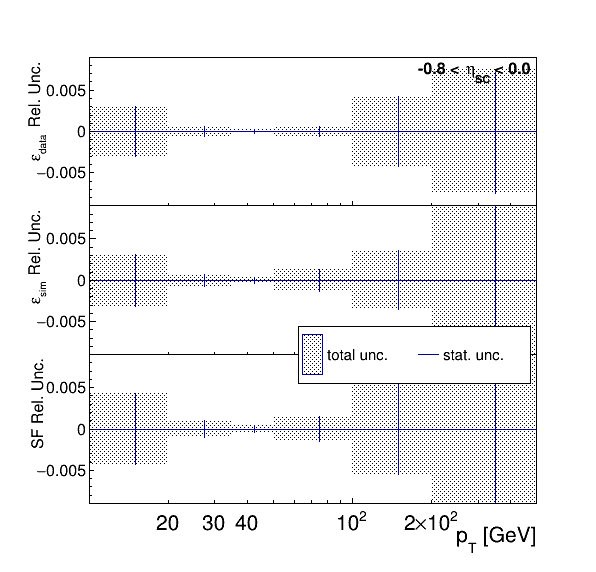 -0.8 < η_sc < 0.0
ε_data Rel. Unc.
0.005
0
−0.005
ε_sim Rel. Unc.
0.005
0
−0.005
total unc. stat. unc.
SF Rel. Unc.
0.005
0
−0.005
20 30 40 10² 2×10²
p_T [GeV]